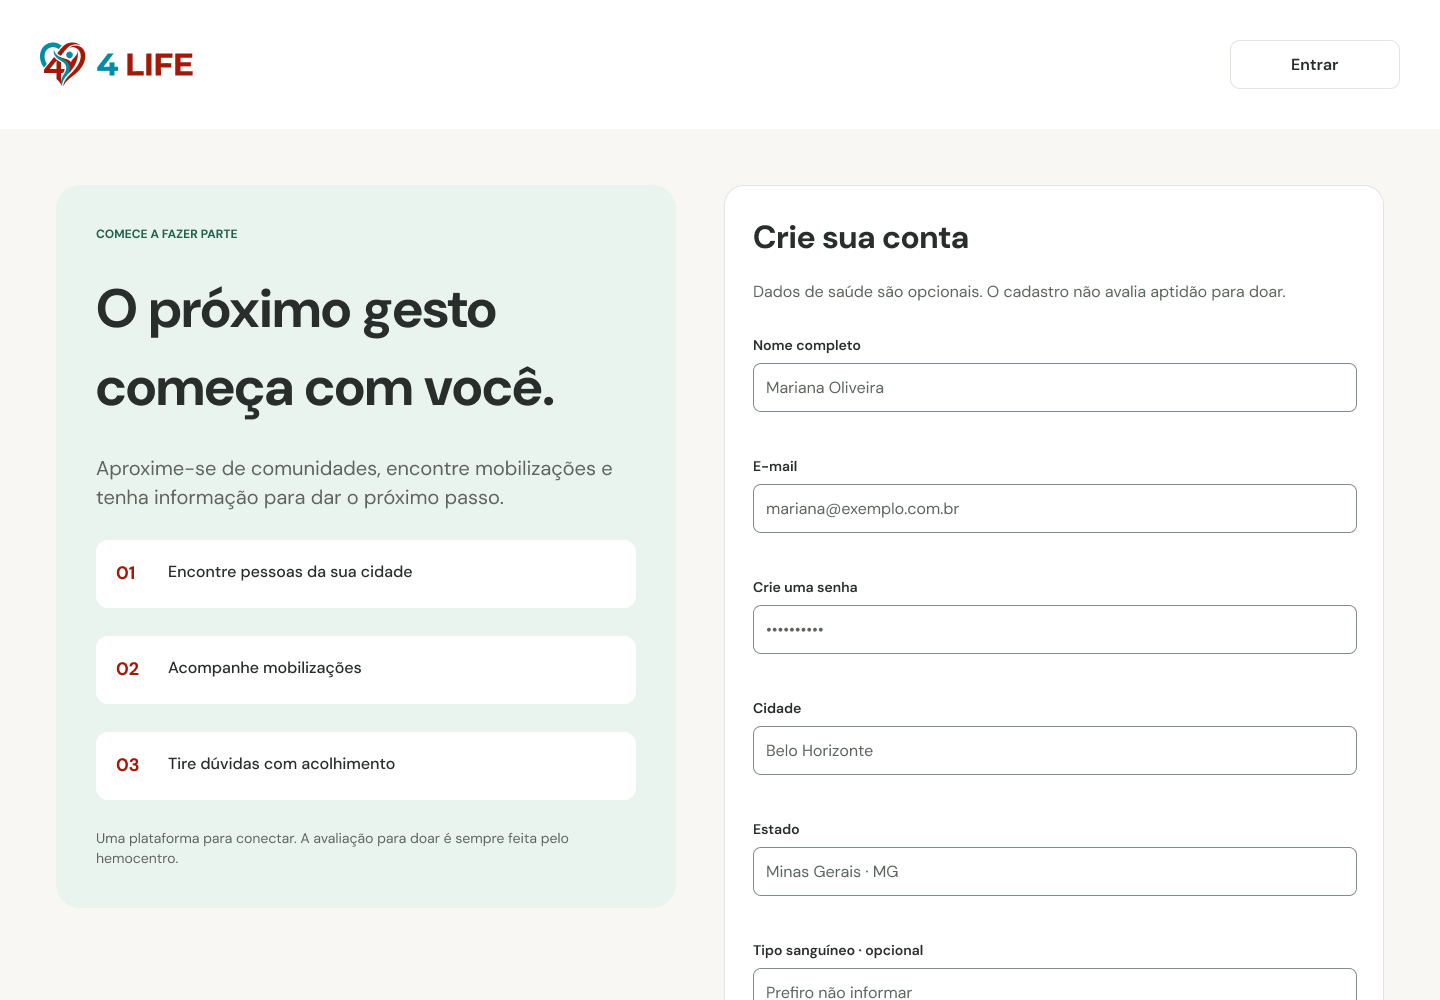 4 LIFE
Entrar
COMECE A FAZER PARTE
O próximo gesto
começa com você.
Aproxime-se de comunidades, encontre mobilizações e
tenha informação para dar o próximo passo.
01 Encontre pessoas da sua cidade
02 Acompanhe mobilizações
03 Tire dúvidas com acolhimento
Uma plataforma para conectar. A avaliação para doar é sempre feita pelo
hemocentro.
Crie sua conta
Dados de saúde são opcionais. O cadastro não avalia aptidão para doar.
Nome completo
Mariana Oliveira
E-mail
mariana@exemplo.com.br
Crie uma senha
••••••••••
Cidade
Belo Horizonte
Estado
Minas Gerais · MG
Tipo sanguíneo · opcional
Prefiro não informar